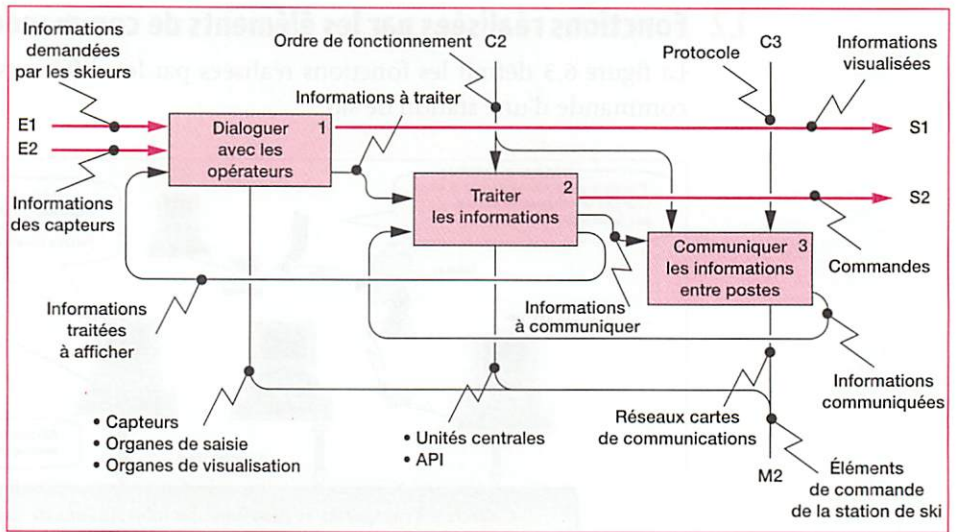 Informations
demandées
par les skieurs
Ordre de fonctionnement
C2
Protocole
C3
Informations
visualisées
Informations à traiter
E1
E2
Dialoguer
avec les
opérateurs
1
S1
Informations
des capteurs
Traiter
les informations
2
S2
Communiquer
les informations
entre postes
3
Commandes
Informations
traitées
à afficher
Informations
à communiquer
Informations
communiquées
• Capteurs
• Organes de saisie
• Organes de visualisation
• Unités centrales
• API
Réseaux cartes
de communications
M2
Éléments
de commande
de la station de ski